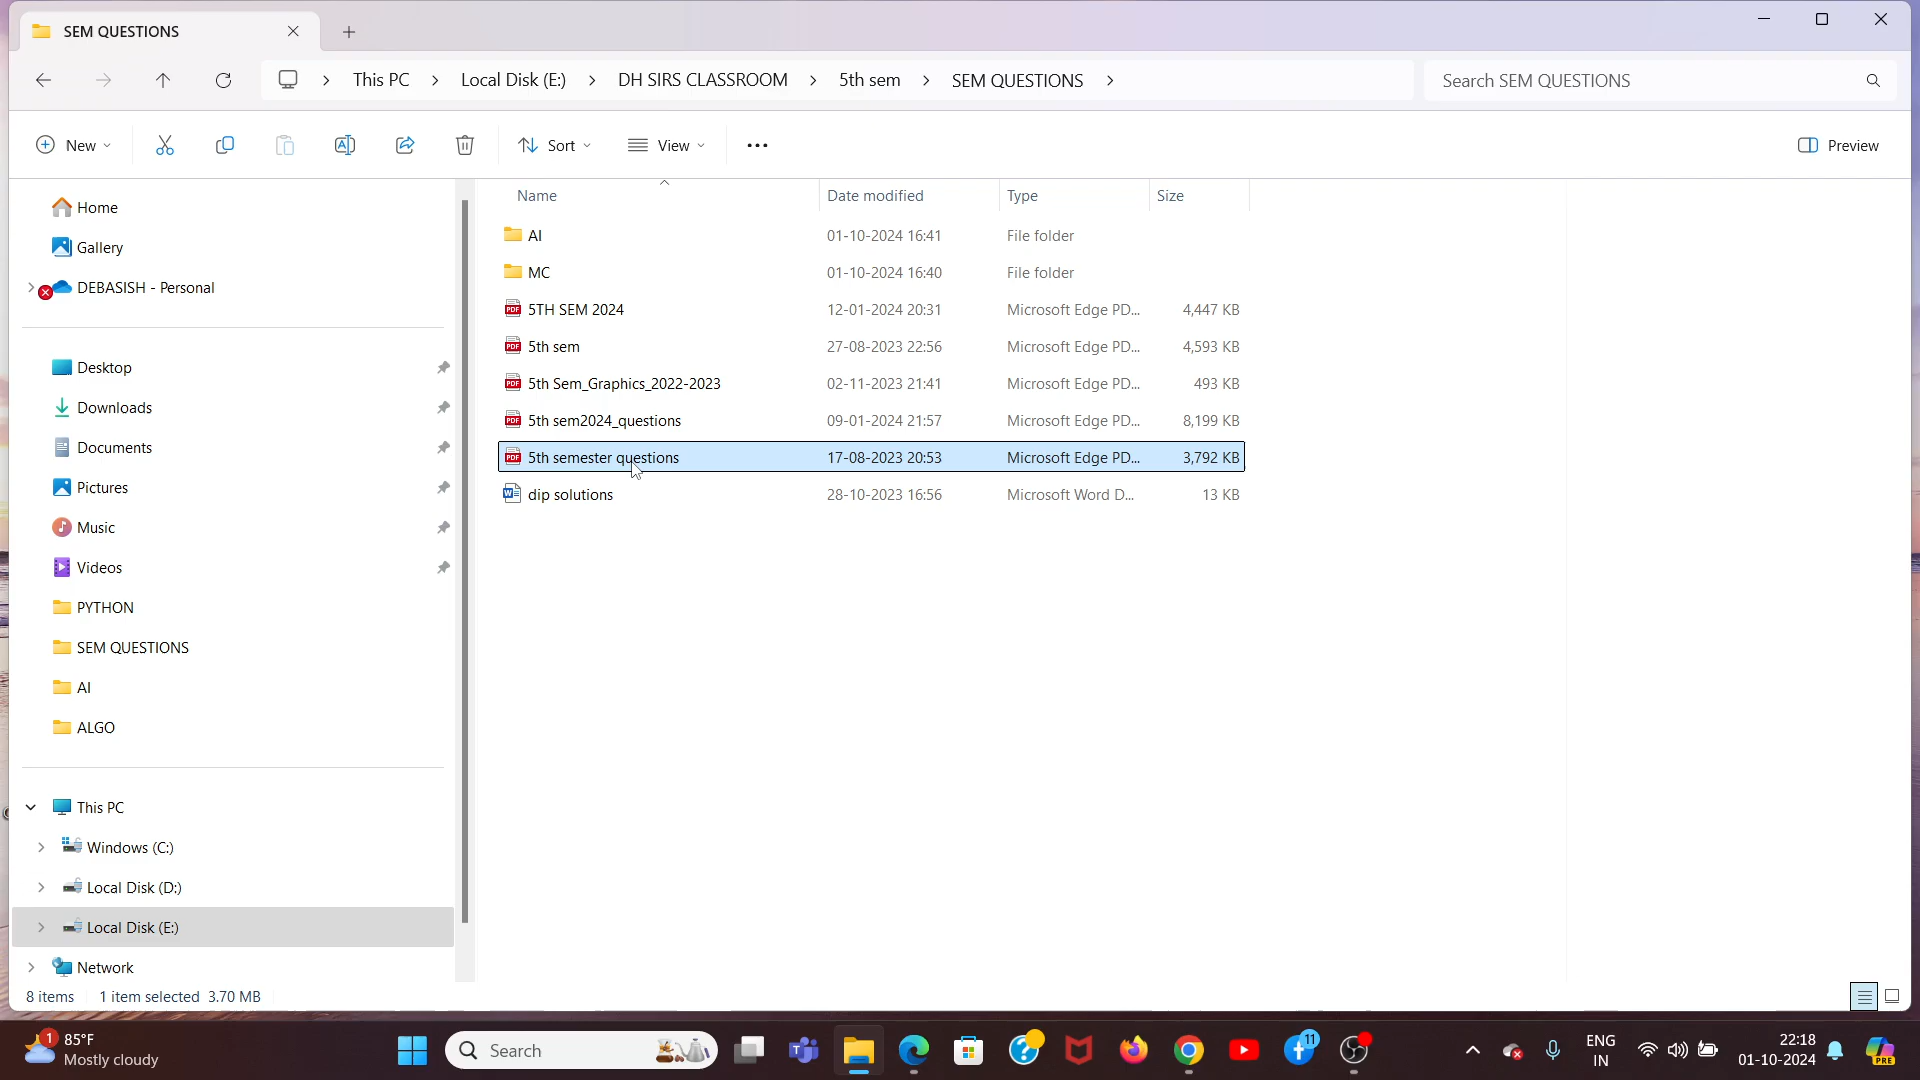 SEM QUESTIONS
This PC > Local Disk (E:) > DH SIRS CLASSROOM > 5th sem > SEM QUESTIONS >
Search SEM QUESTIONS
New
Sort
View
Preview
Home
Gallery
DEBASISH - Personal
Desktop
Downloads
Documents
Pictures
Music
Videos
PYTHON
SEM QUESTIONS
AI
ALGO
This PC
Windows (C:)
Local Disk (D:)
Local Disk (E:)
Network
Name Date modified Type Size
AI 01-10-2024 16:41 File folder
MC 01-10-2024 16:40 File folder
PDF 5TH SEM 2024 12-01-2024 20:31 Microsoft Edge PD... 4,447 KB
PDF 5th sem 27-08-2023 22:56 Microsoft Edge PD... 4,593 KB
PDF 5th Sem_Graphics_2022-2023 02-11-2023 21:41 Microsoft Edge PD... 493 KB
PDF 5th sem2024_questions 09-01-2024 21:57 Microsoft Edge PD... 8,199 KB
PDF 5th semester questions 17-08-2023 20:53 Microsoft Edge PD... 3,792 KB
dip solutions 28-10-2023 16:56 Microsoft Word D... 13 KB
8 items 1 item selected 3.70 MB
1
85°F
Mostly cloudy
Search
11
ENG
IN
22:18
01-10-2024
PRE